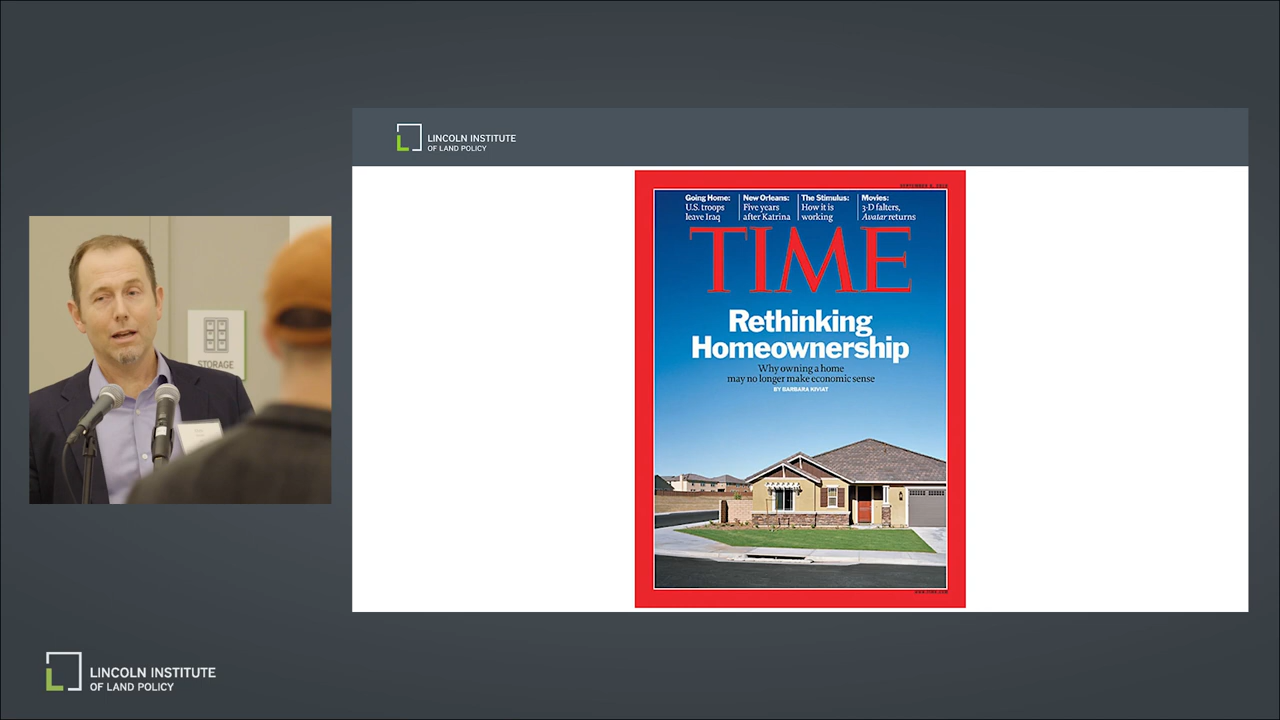 LINCOLN INSTITUTE
OF LAND POLICY
Going Home:
U.S. troops
leave Iraq
New Orleans:
Five years
after Katrina
The Stimulus:
How it is
working
Movies:
3-D falters,
Avatar returns
TIME
Rethinking
Homeownership
Why owning a home
may no longer make economic sense
BY BARBARA KIVIAT
STORAGE
LINCOLN INSTITUTE
OF LAND POLICY